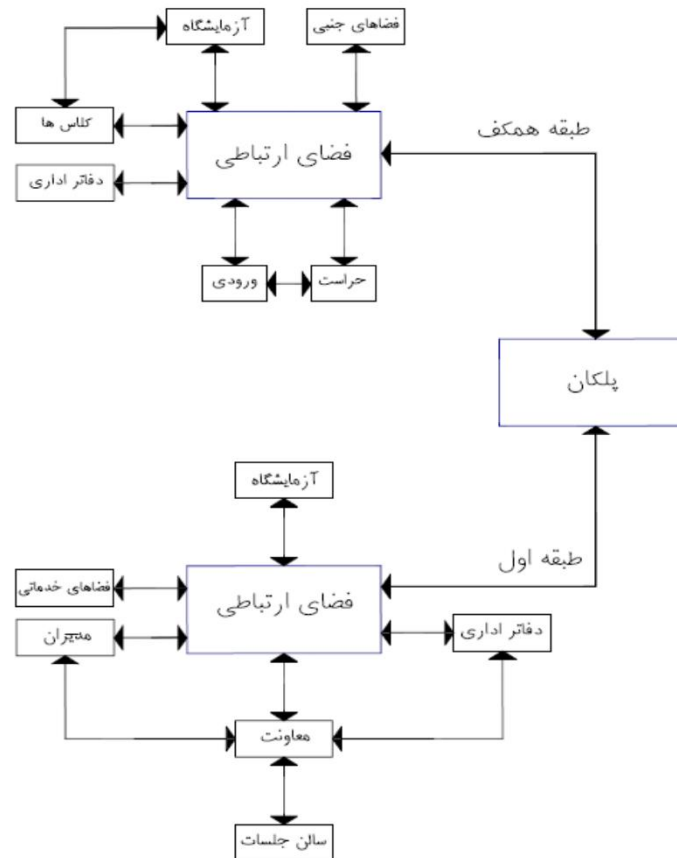 آزمایشگاه
فضاهای جنبی
کلاس ها
فضای ارتباطی
طبقه همکف
دفاتر اداری
ورودی
حراست
پلکان
آزمایشگاه
طبقه اول
فضاهای خدماتی
فضای ارتباطی
دفاتر اداری
مدیران
معاونت
سالن جلسات